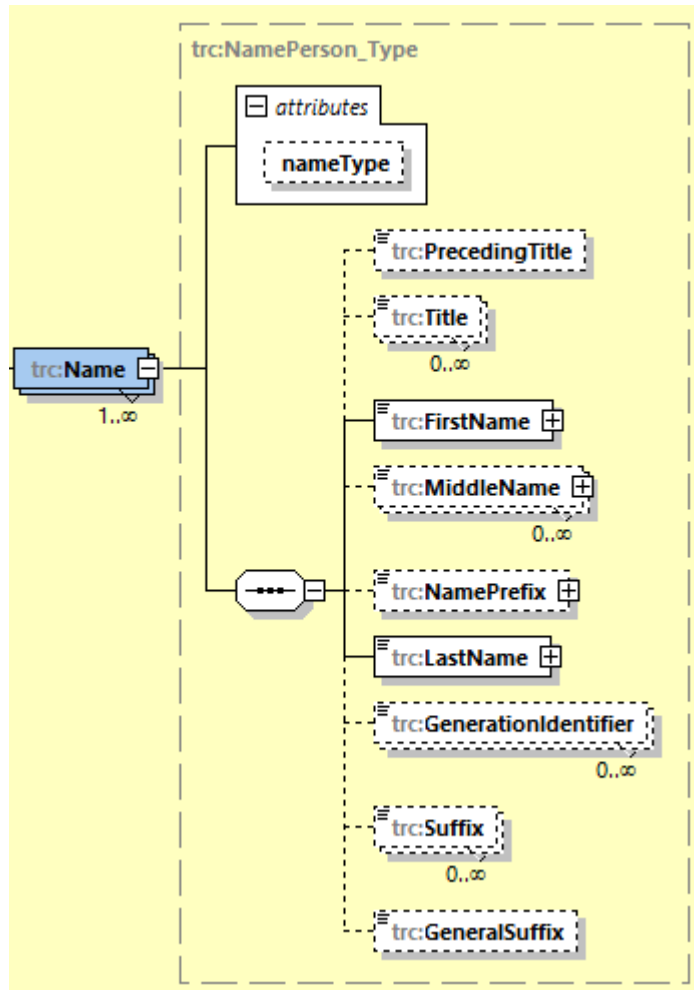 trc:NamePerson_Type
attributes
nameType
trc:PrecedingTitle
trc:Title
0..∞
trc:Name
1..∞
trc:FirstName
trc:MiddleName
0..∞
trc:NamePrefix
trc:LastName
trc:GenerationIdentifier
0..∞
trc:Suffix
0..∞
trc:GeneralSuffix